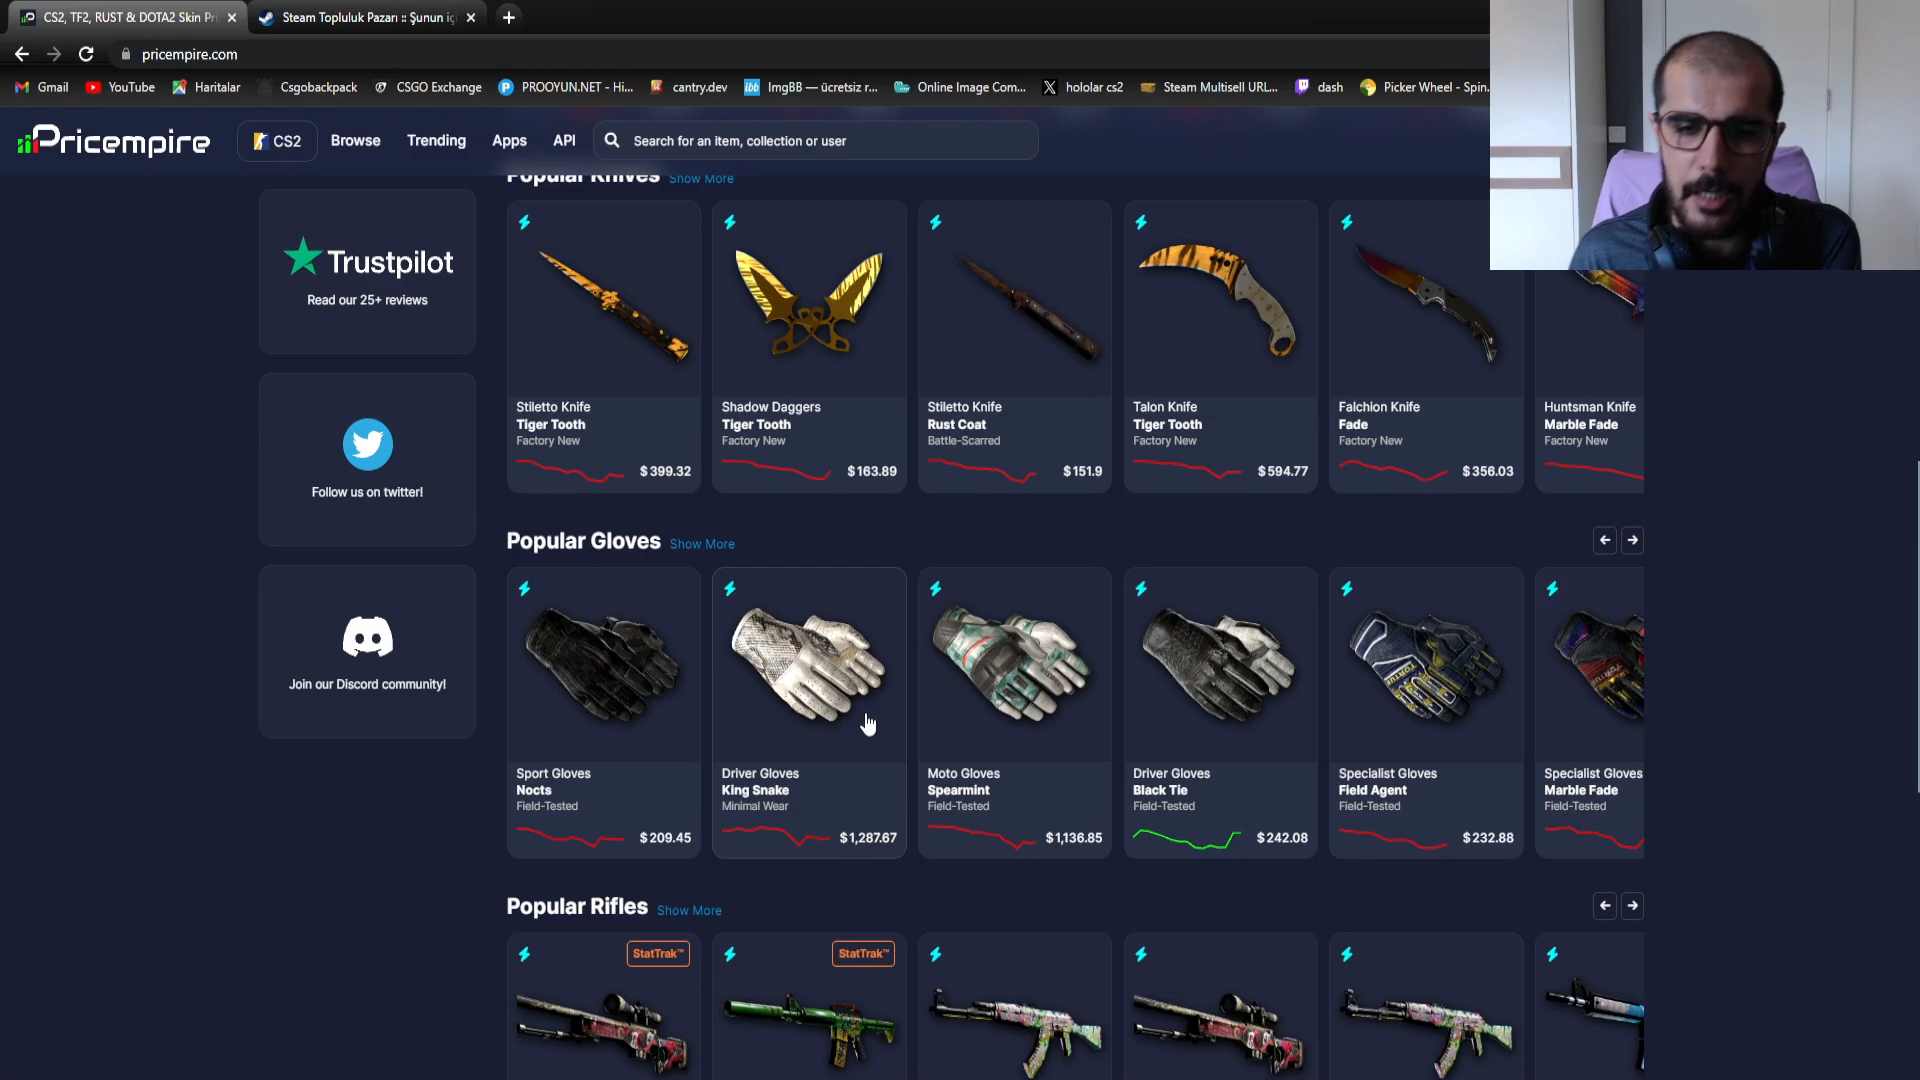 CS2, TF2, RUST & DOTA2 Skin Pri
Steam Topluluk Pazarı :: Şunun içi
pricempire.com
Gmail
YouTube
Haritalar
Csgobackpack
CSGO Exchange
PROOYUN.NET - Hi...
cantry.dev
ibb
ImgBB — ücretsiz r...
Online Image Com...
hololar cs2
Steam Multisell URL...
dash
Picker Wheel - Spin...
Pricempire
CS2
Browse
Trending
Apps
API
Search for an item, collection or user
Popular Knives
Show More
Trustpilot
Read our 25+ reviews
Follow us on twitter!
Join our Discord community!
Stiletto Knife
Tiger Tooth
Factory New
$ 399.32
Shadow Daggers
Tiger Tooth
Factory New
$ 163.89
Stiletto Knife
Rust Coat
Battle-Scarred
$ 151.9
Talon Knife
Tiger Tooth
Factory New
$ 594.77
Falchion Knife
Fade
Factory New
$ 356.03
Huntsman Knife
Marble Fade
Factory New
Popular Gloves
Show More
Sport Gloves
Nocts
Field-Tested
$ 209.45
Driver Gloves
King Snake
Minimal Wear
$ 1,287.67
Moto Gloves
Spearmint
Field-Tested
$ 1,136.85
Driver Gloves
Black Tie
Field-Tested
$ 242.08
Specialist Gloves
Field Agent
Field-Tested
$ 232.88
Specialist Gloves
Marble Fade
Field-Tested
Popular Rifles
Show More
StatTrak™
StatTrak™